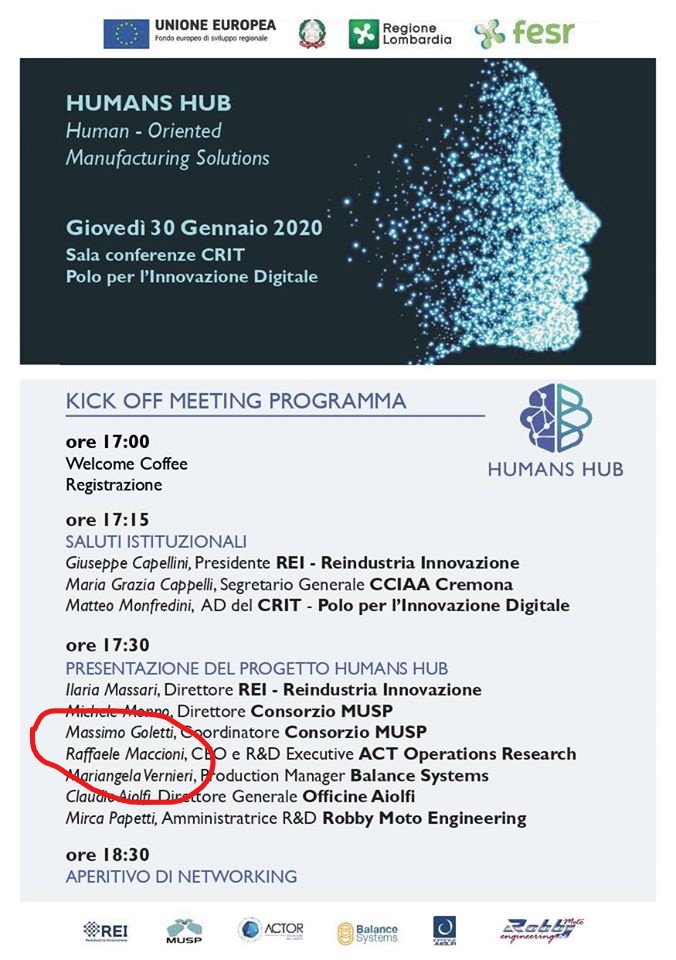 UNIONE EUROPEA
Fondo europeo di sviluppo regionale
Regione
Lombardia
fesr
HUMANS HUB
Human - Oriented
Manufacturing Solutions
Giovedì 30 Gennaio 2020
Sala conferenze CRIT
Polo per l'Innovazione Digitale
KICK OFF MEETING PROGRAMMA
HUMANS HUB
ore 17:00
Welcome Coffee
Registrazione
ore 17:15
SALUTI ISTITUZIONALI
Giuseppe Capellini, Presidente REI - Reindustria Innovazione
Maria Grazia Cappelli, Segretario Generale CCIAA Cremona
Matteo Monfredini, AD del CRIT - Polo per l'Innovazione Digitale
ore 17:30
PRESENTAZIONE DEL PROGETTO HUMANS HUB
Ilaria Massari, Direttore REI - Reindustria Innovazione
Michele Monno, Direttore Consorzio MUSP
Massimo Goletti, Coordinatore Consorzio MUSP
Raffaele Maccioni, CEO e R&D Executive ACT Operations Research
Mariangela Vernieri, Production Manager Balance Systems
Claudio Aiolfi, Direttore Generale Officine Aiolfi
Mirca Papetti, Amministratrice R&D Robby Moto Engineering
ore 18:30
APERITIVO DI NETWORKING
REI
Reindustria Innovazione
MUSP
ACTOR
Balance
Systems
OFFICINE
AIOLFI
Robby Moto
engineering